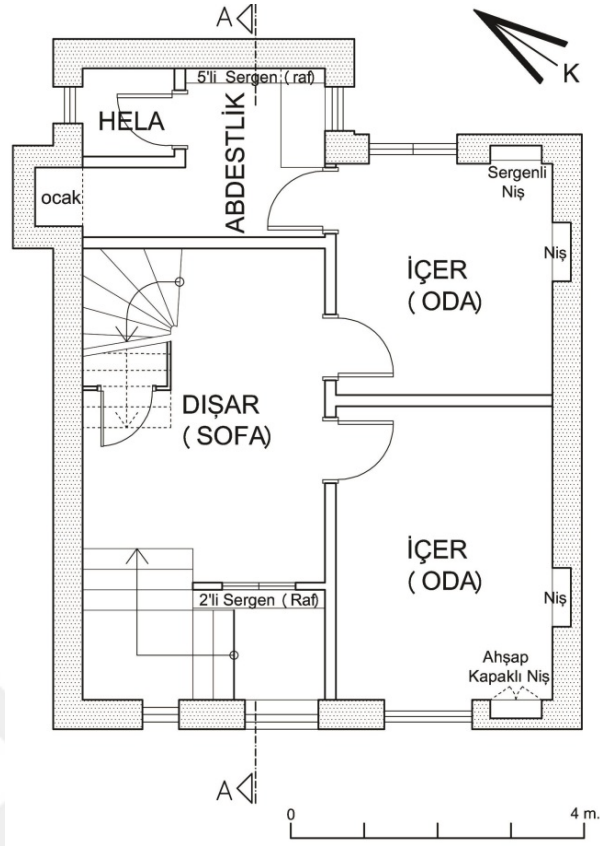 A
K
5'li Sergen ( raf)
HELA
ABDESTLİK
ocak
Sergenli
Niş
Niş
İÇER
( ODA)
DIŞAR
( SOFA)
İÇER
( ODA)
2'li Sergen ( Raf)
Niş
Ahşap
Kapaklı Niş
A
0
4 m.